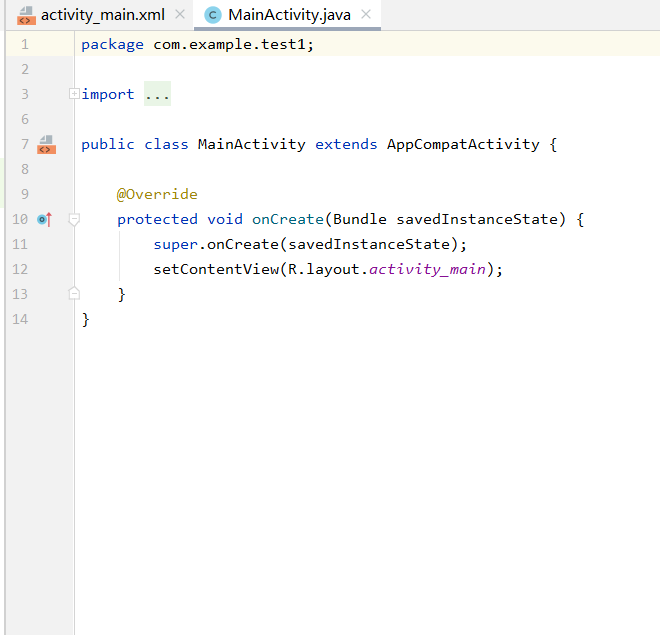 activity_main.xml MainActivity.java
1 package com.example.test1;
2
3 import ...
6
7 public class MainActivity extends AppCompatActivity {
8
9 @Override
10 protected void onCreate(Bundle savedInstanceState) {
11 super.onCreate(savedInstanceState);
12 setContentView(R.layout.activity_main);
13 }
14 }